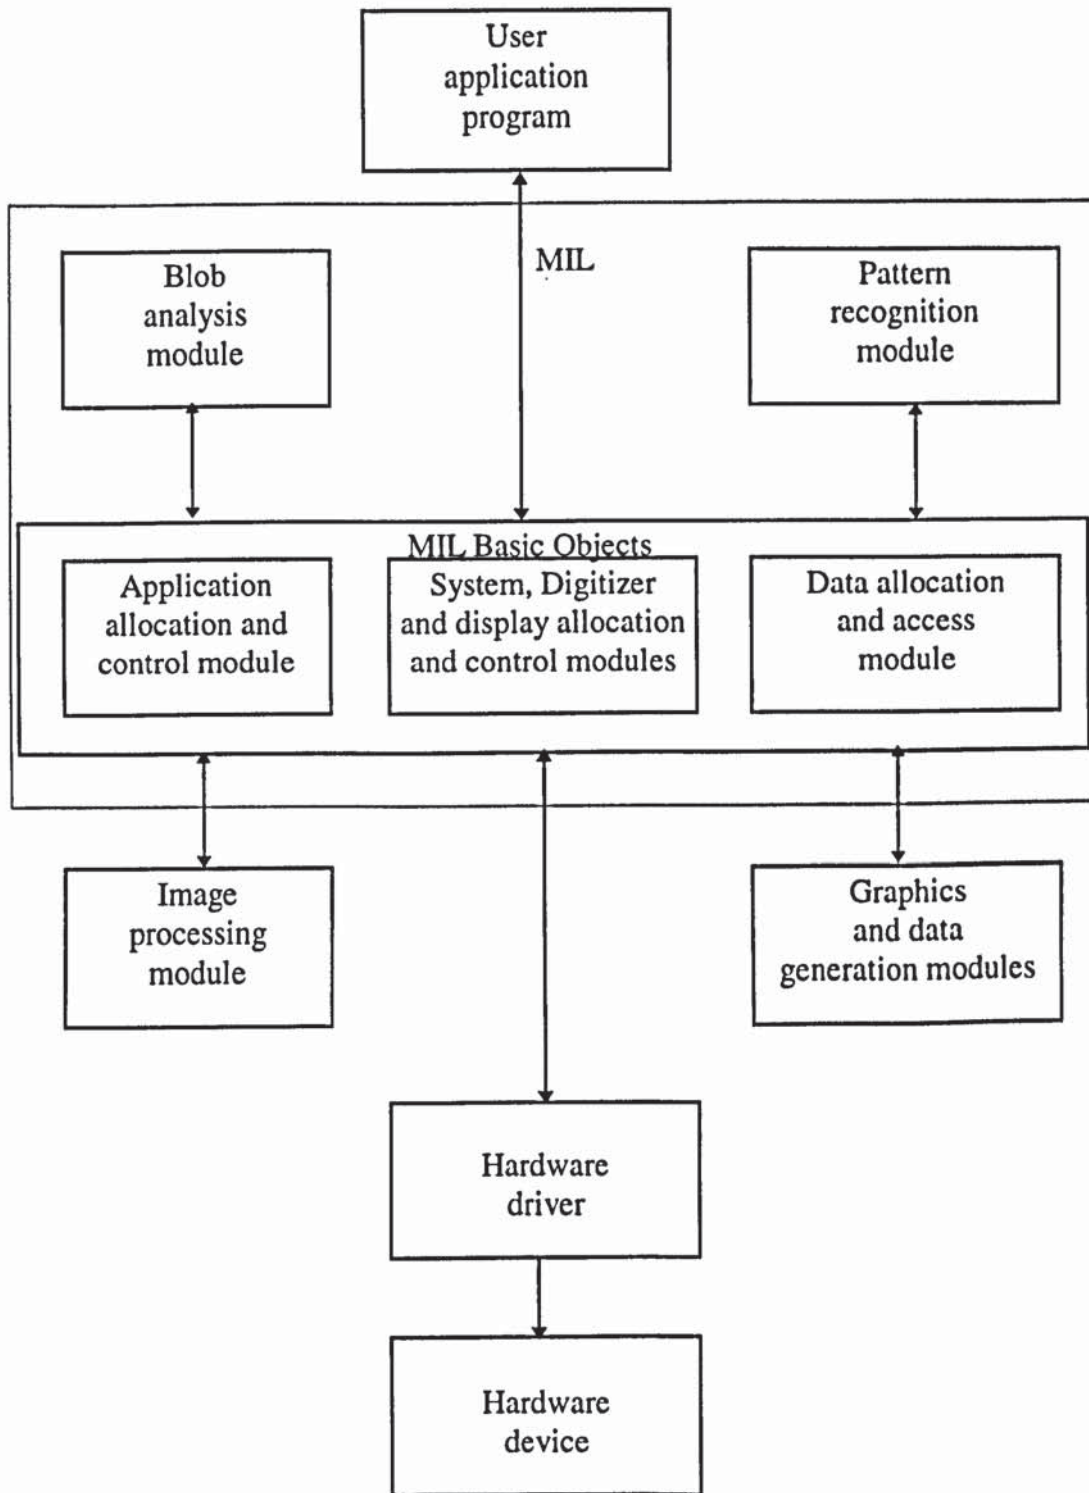 User
application
program
MIL
Blob
analysis
module
Pattern
recognition
module
MIL Basic Objects
Application
allocation and
control module
System, Digitizer
and display allocation
and control modules
Data allocation
and access
module
Image
processing
module
Graphics
and data
generation modules
Hardware
driver
Hardware
device